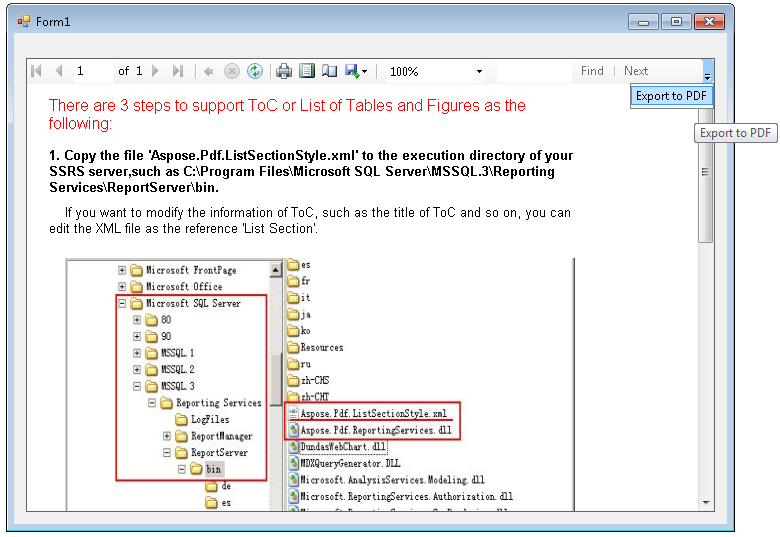 Form1
1 of 1 100% Find | Next
Export to PDF
Export to PDF
There are 3 steps to support ToC or List of Tables and Figures as the
following:
1. Copy the file 'Aspose.Pdf.ListSectionStyle.xml' to the execution directory of your
SSRS server,such as C:\Program Files\Microsoft SQL Server\MSSQL.3\Reporting
Services\ReportServer\bin.
If you want to modify the information of ToC, such as the title of ToC and so on, you can
edit the XML file as the reference 'List Section'.
Microsoft FrontPage
Microsoft Office
Microsoft SQL Server
80
90
MSSQL.1
MSSQL.2
MSSQL.3
Reporting Services
LogFiles
ReportManager
ReportServer
bin
de
es
es
fr
it
ja
ko
Resources
ru
zh-CHS
zh-CHT
Aspose.Pdf.ListSectionStyle.xml
Aspose.Pdf.ReportingServices.dll
DundasWebChart.dll
MDXQueryGenerator.DLL
Microsoft.AnalysisServices.Modeling.dll
Microsoft.ReportingServices.Authorization.dll